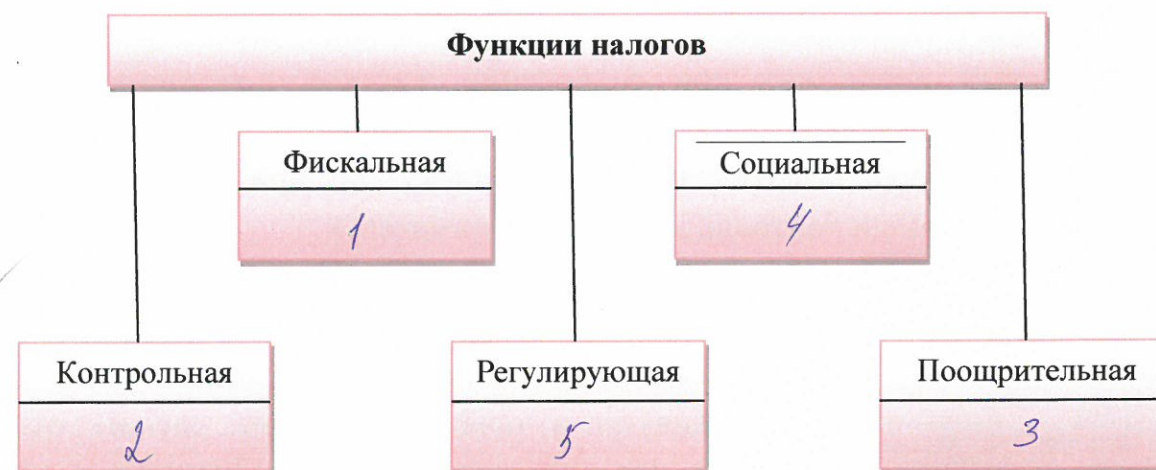 Функции налогов
Фискальная
1
Социальная
4
Контрольная
2
Регулирующая
5
Поощрительная
3